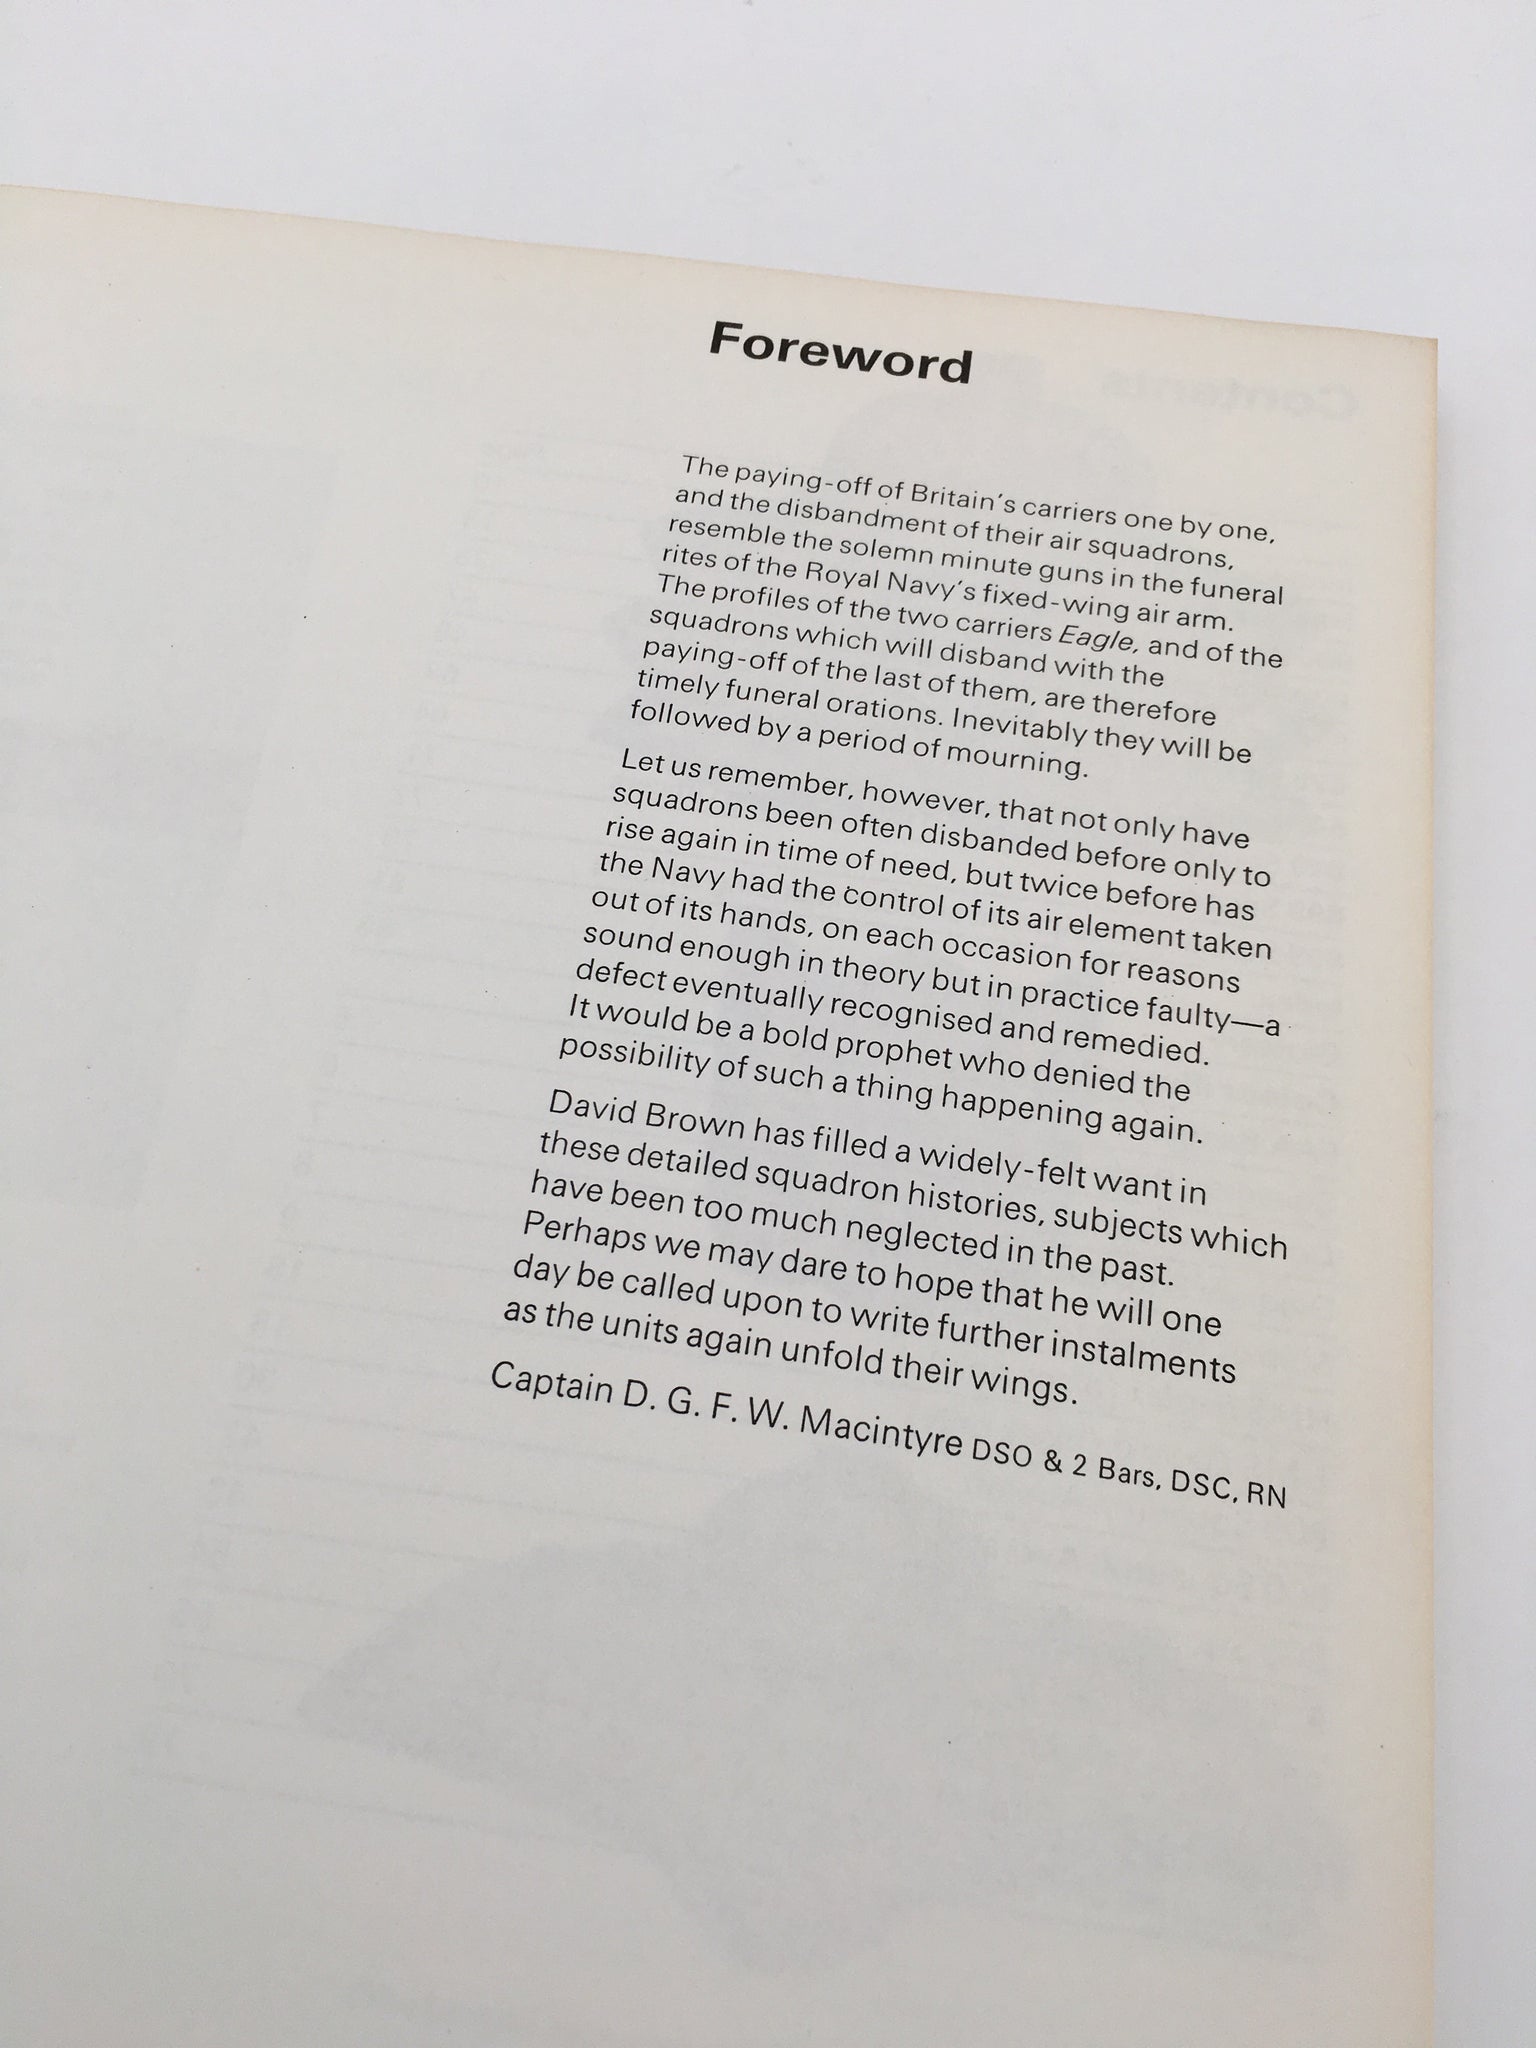 Foreword
The paying-off of Britain's carriers one by one,
and the disbandment of their air squadrons,
resemble the solemn minute guns in the funeral
rites of the Royal Navy's fixed-wing air arm.
The profiles of the two carriers Eagle, and of the
squadrons which will disband with the
paying-off of the last of them, are therefore
timely funeral orations. Inevitably they will be
followed by a period of mourning.
Let us remember, however, that not only have
squadrons been often disbanded before only to
rise again in time of need, but twice before has
the Navy had the control of its air element taken
out of its hands, on each occasion for reasons
sound enough in theory but in practice faulty—a
defect eventually recognised and remedied.
It would be a bold prophet who denied the
possibility of such a thing happening again.
David Brown has filled a widely-felt want in
these detailed squadron histories, subjects which
have been too much neglected in the past.
Perhaps we may dare to hope that he will one
day be called upon to write further instalments
as the units again unfold their wings.
Captain D. G. F. W. Macintyre DSO & 2 Bars, DSC, RN
Contents